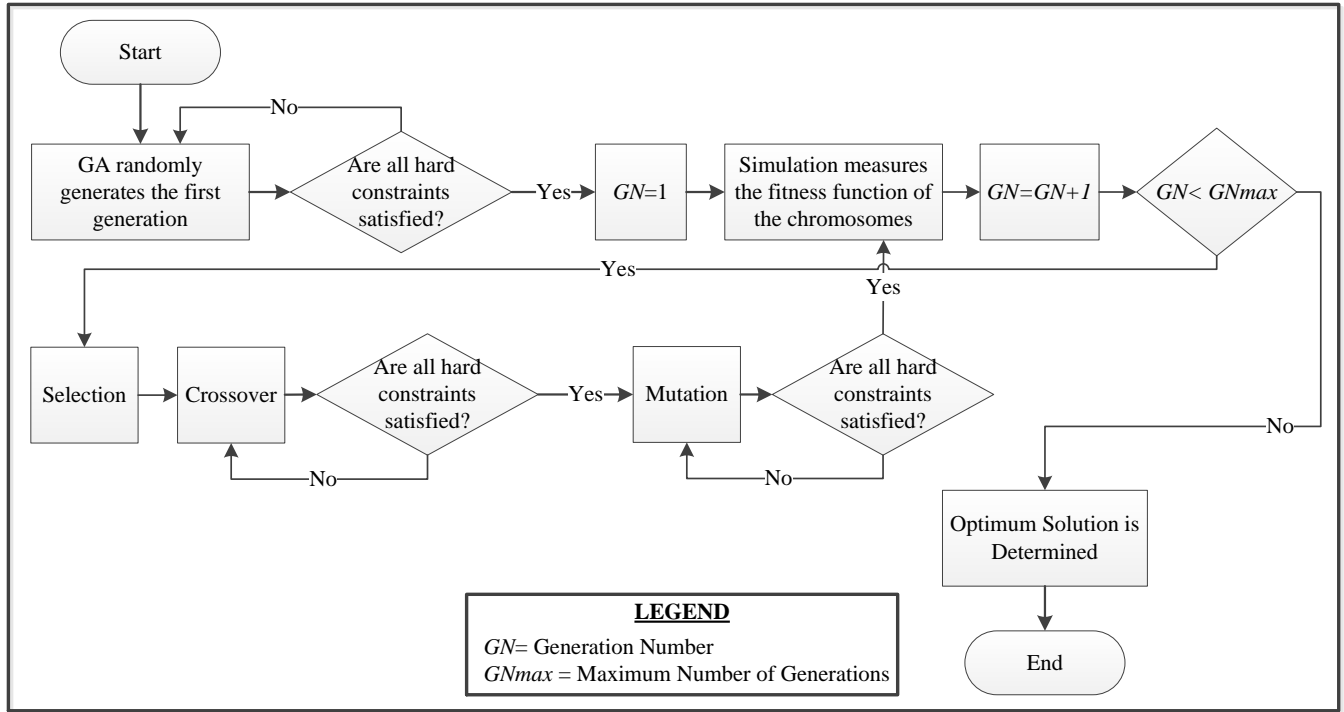 Start
No
GA randomly
generates the first
generation
Are all hard
constraints
satisfied?
Yes
GN=1
Simulation measures
the fitness function of
the chromosomes
GN=GN+1
GN< GNmax
Yes
Yes
Selection
Crossover
Are all hard
constraints
satisfied?
No
Yes
Mutation
Are all hard
constraints
satisfied?
No
No
Optimum Solution is
Determined
End
LEGEND
GN= Generation Number
GNmax = Maximum Number of Generations